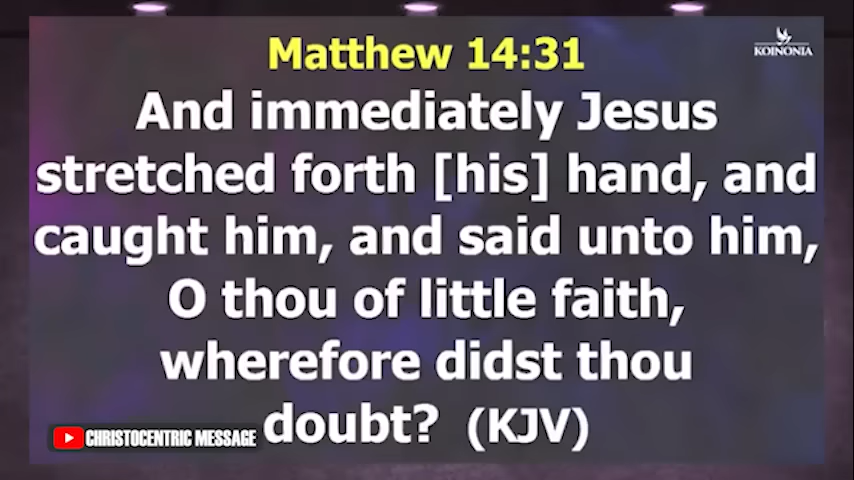 Matthew 14:31
KOINONIA
And immediately Jesus
stretched forth [his] hand, and
caught him, and said unto him,
O thou of little faith,
wherefore didst thou
doubt? (KJV)
CHRISTOCENTRIC MESSAGE